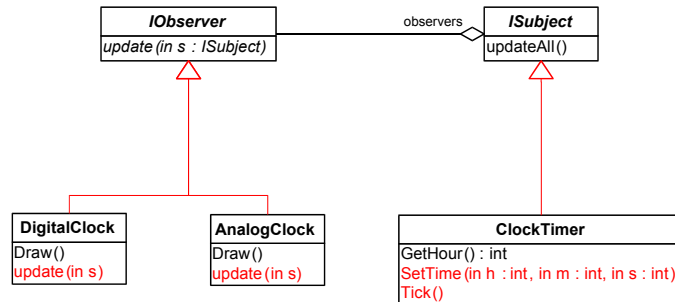 IObserver
update(in s : ISubject)
observers
ISubject
updateAll()
DigitalClock
Draw()
update(in s)
AnalogClock
Draw()
update(in s)
ClockTimer
GetHour() : int
SetTime(in h : int, in m : int, in s : int)
Tick()